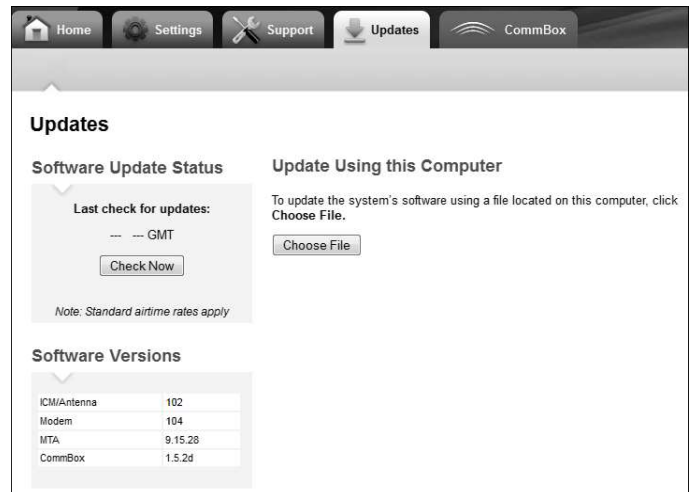 Home
Settings
Support
Updates
CommBox
Updates
Software Update Status
Last check for updates:
--- --- GMT
Check Now
Note: Standard airtime rates apply
Update Using this Computer
To update the system's software using a file located on this computer, click
Choose File.
Choose File
Software Versions
ICM/Antenna 102
Modem 104
MTA 9.15.28
CommBox 1.5.2d